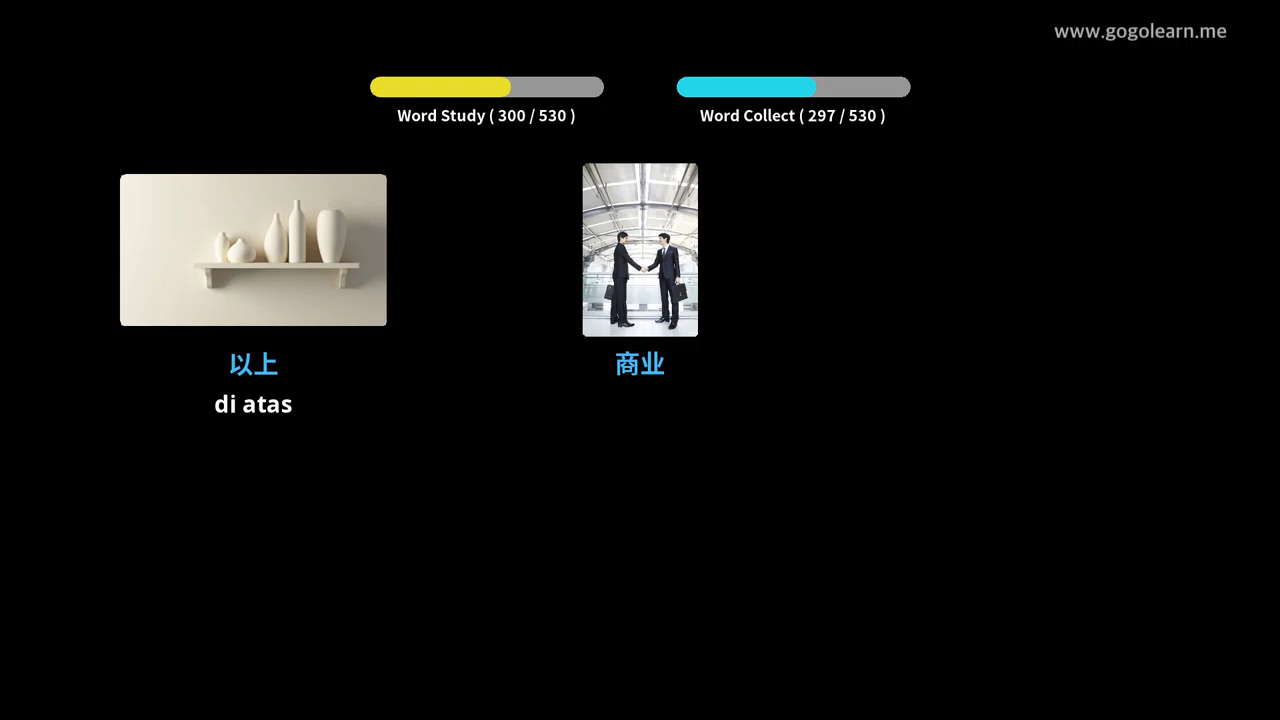 www.gogolearn.me
Word Study ( 300 / 530 )
Word Collect ( 297 / 530 )
以上
di atas
商业